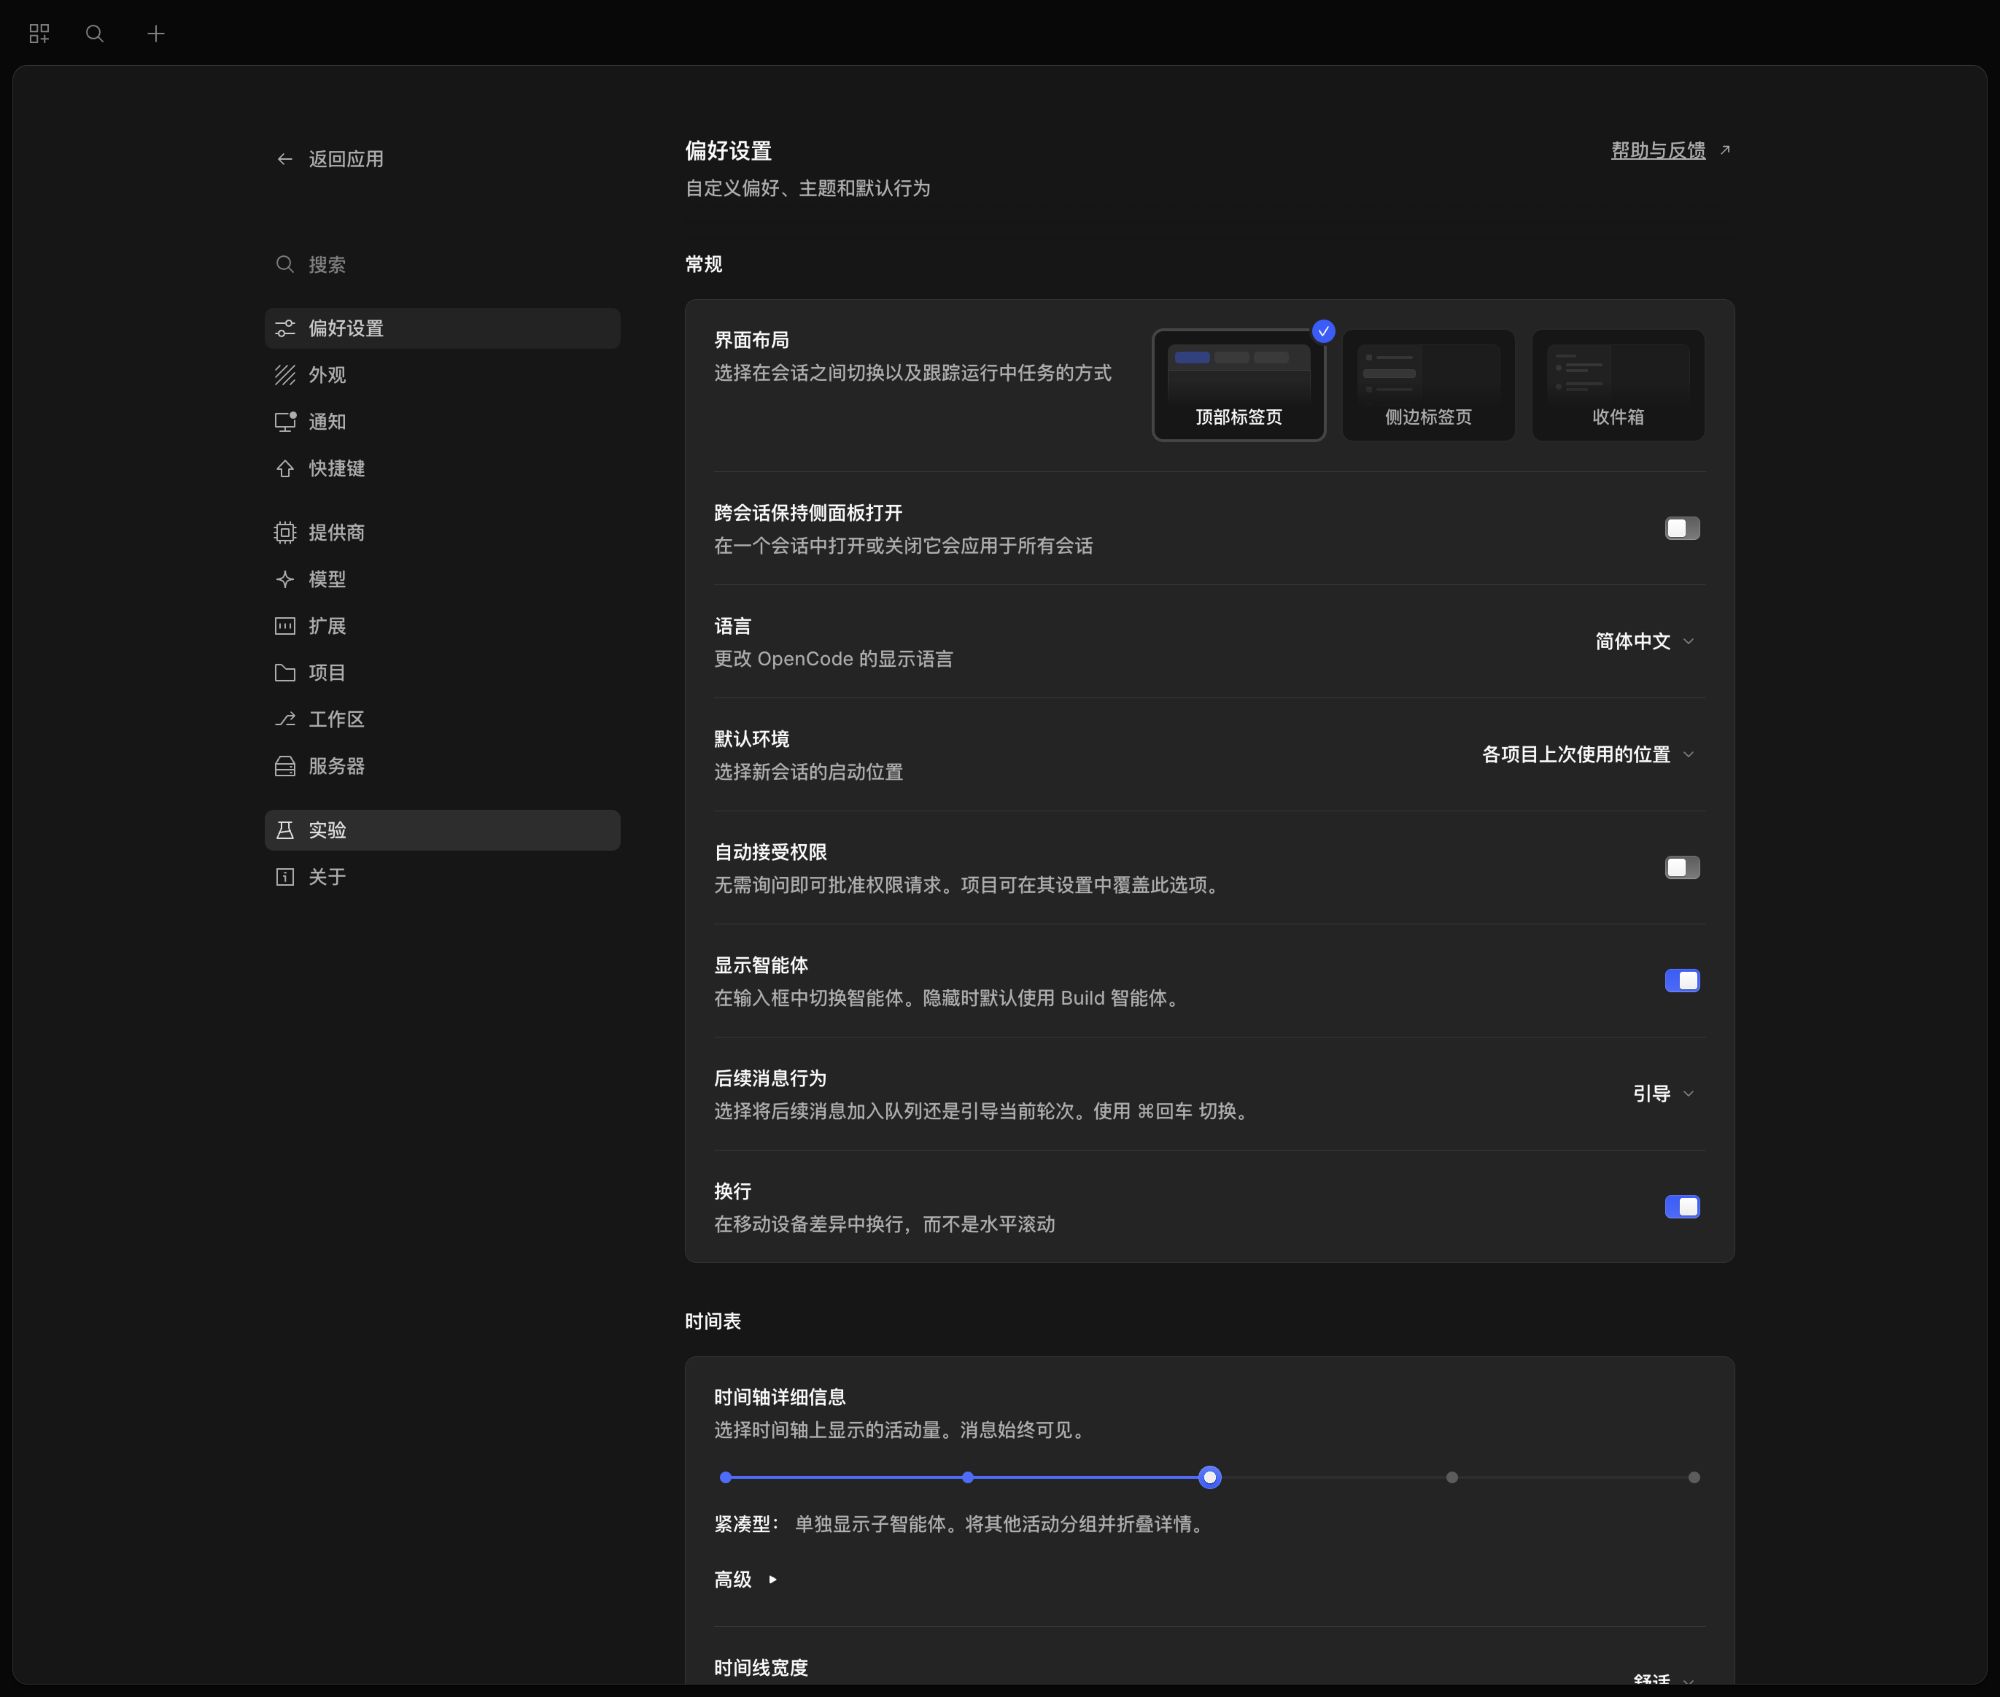 返回应用
搜索
偏好设置
外观
通知
快捷键
提供商
模型
扩展
项目
工作区
服务器
实验
关于
偏好设置
帮助与反馈
自定义偏好、主题和默认行为
常规
界面布局
选择在会话之间切换以及跟踪运行中任务的方式
顶部标签页
侧边标签页
收件箱
跨会话保持侧面板打开
在一个会话中打开或关闭它会应用于所有会话
语言
更改 OpenCode 的显示语言
简体中文
默认环境
选择新会话的启动位置
各项目上次使用的位置
自动接受权限
无需询问即可批准权限请求。项目可在其设置中覆盖此选项。
显示智能体
在输入框中切换智能体。隐藏时默认使用 Build 智能体。
后续消息行为
选择将后续消息加入队列还是引导当前轮次。使用 ⌘回车 切换。
引导
换行
在移动设备差异中换行，而不是水平滚动
时间表
时间轴详细信息
选择时间轴上显示的活动量。消息始终可见。
紧凑型： 单独显示子智能体。将其他活动分组并折叠详情。
高级
时间线宽度
舒适